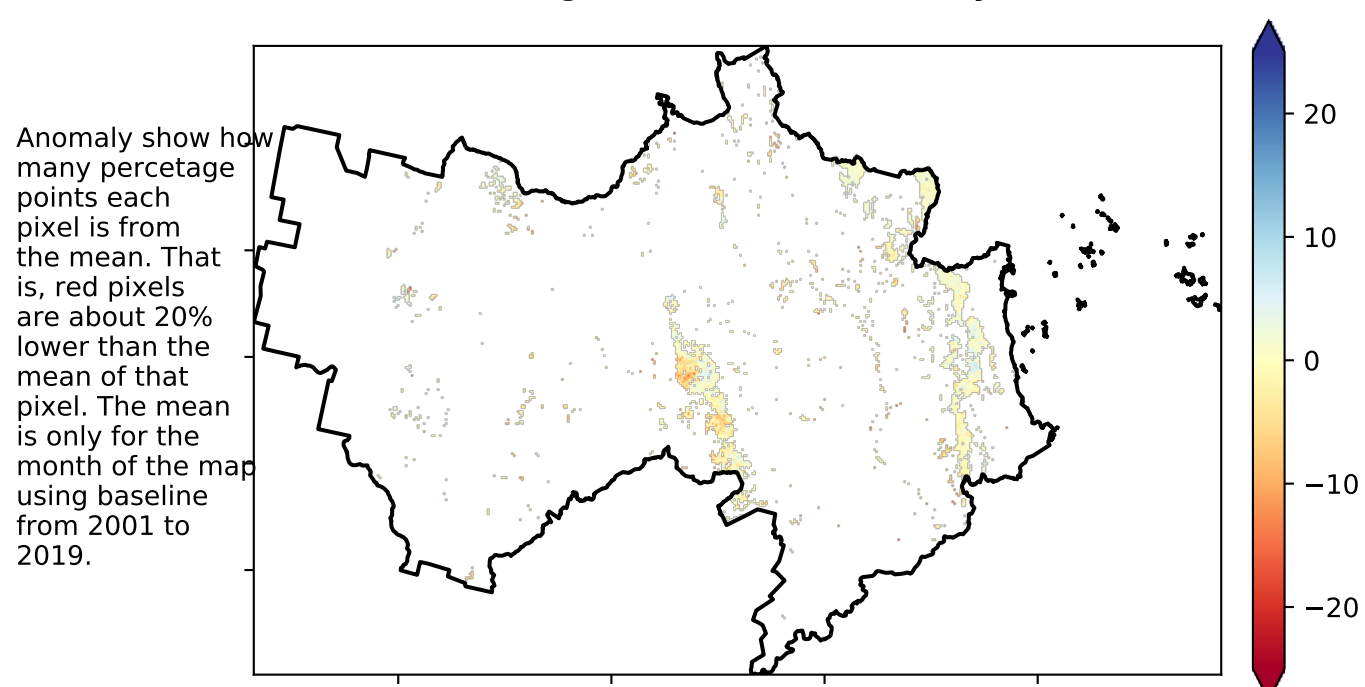 Anomaly show how
many percetage
points each
pixel is from
the mean. That
is, red pixels
are about 20%
lower than the
mean of that
pixel. The mean
is only for the
month of the map
using baseline
from 2001 to
2019.
20
10
0
−10
−20